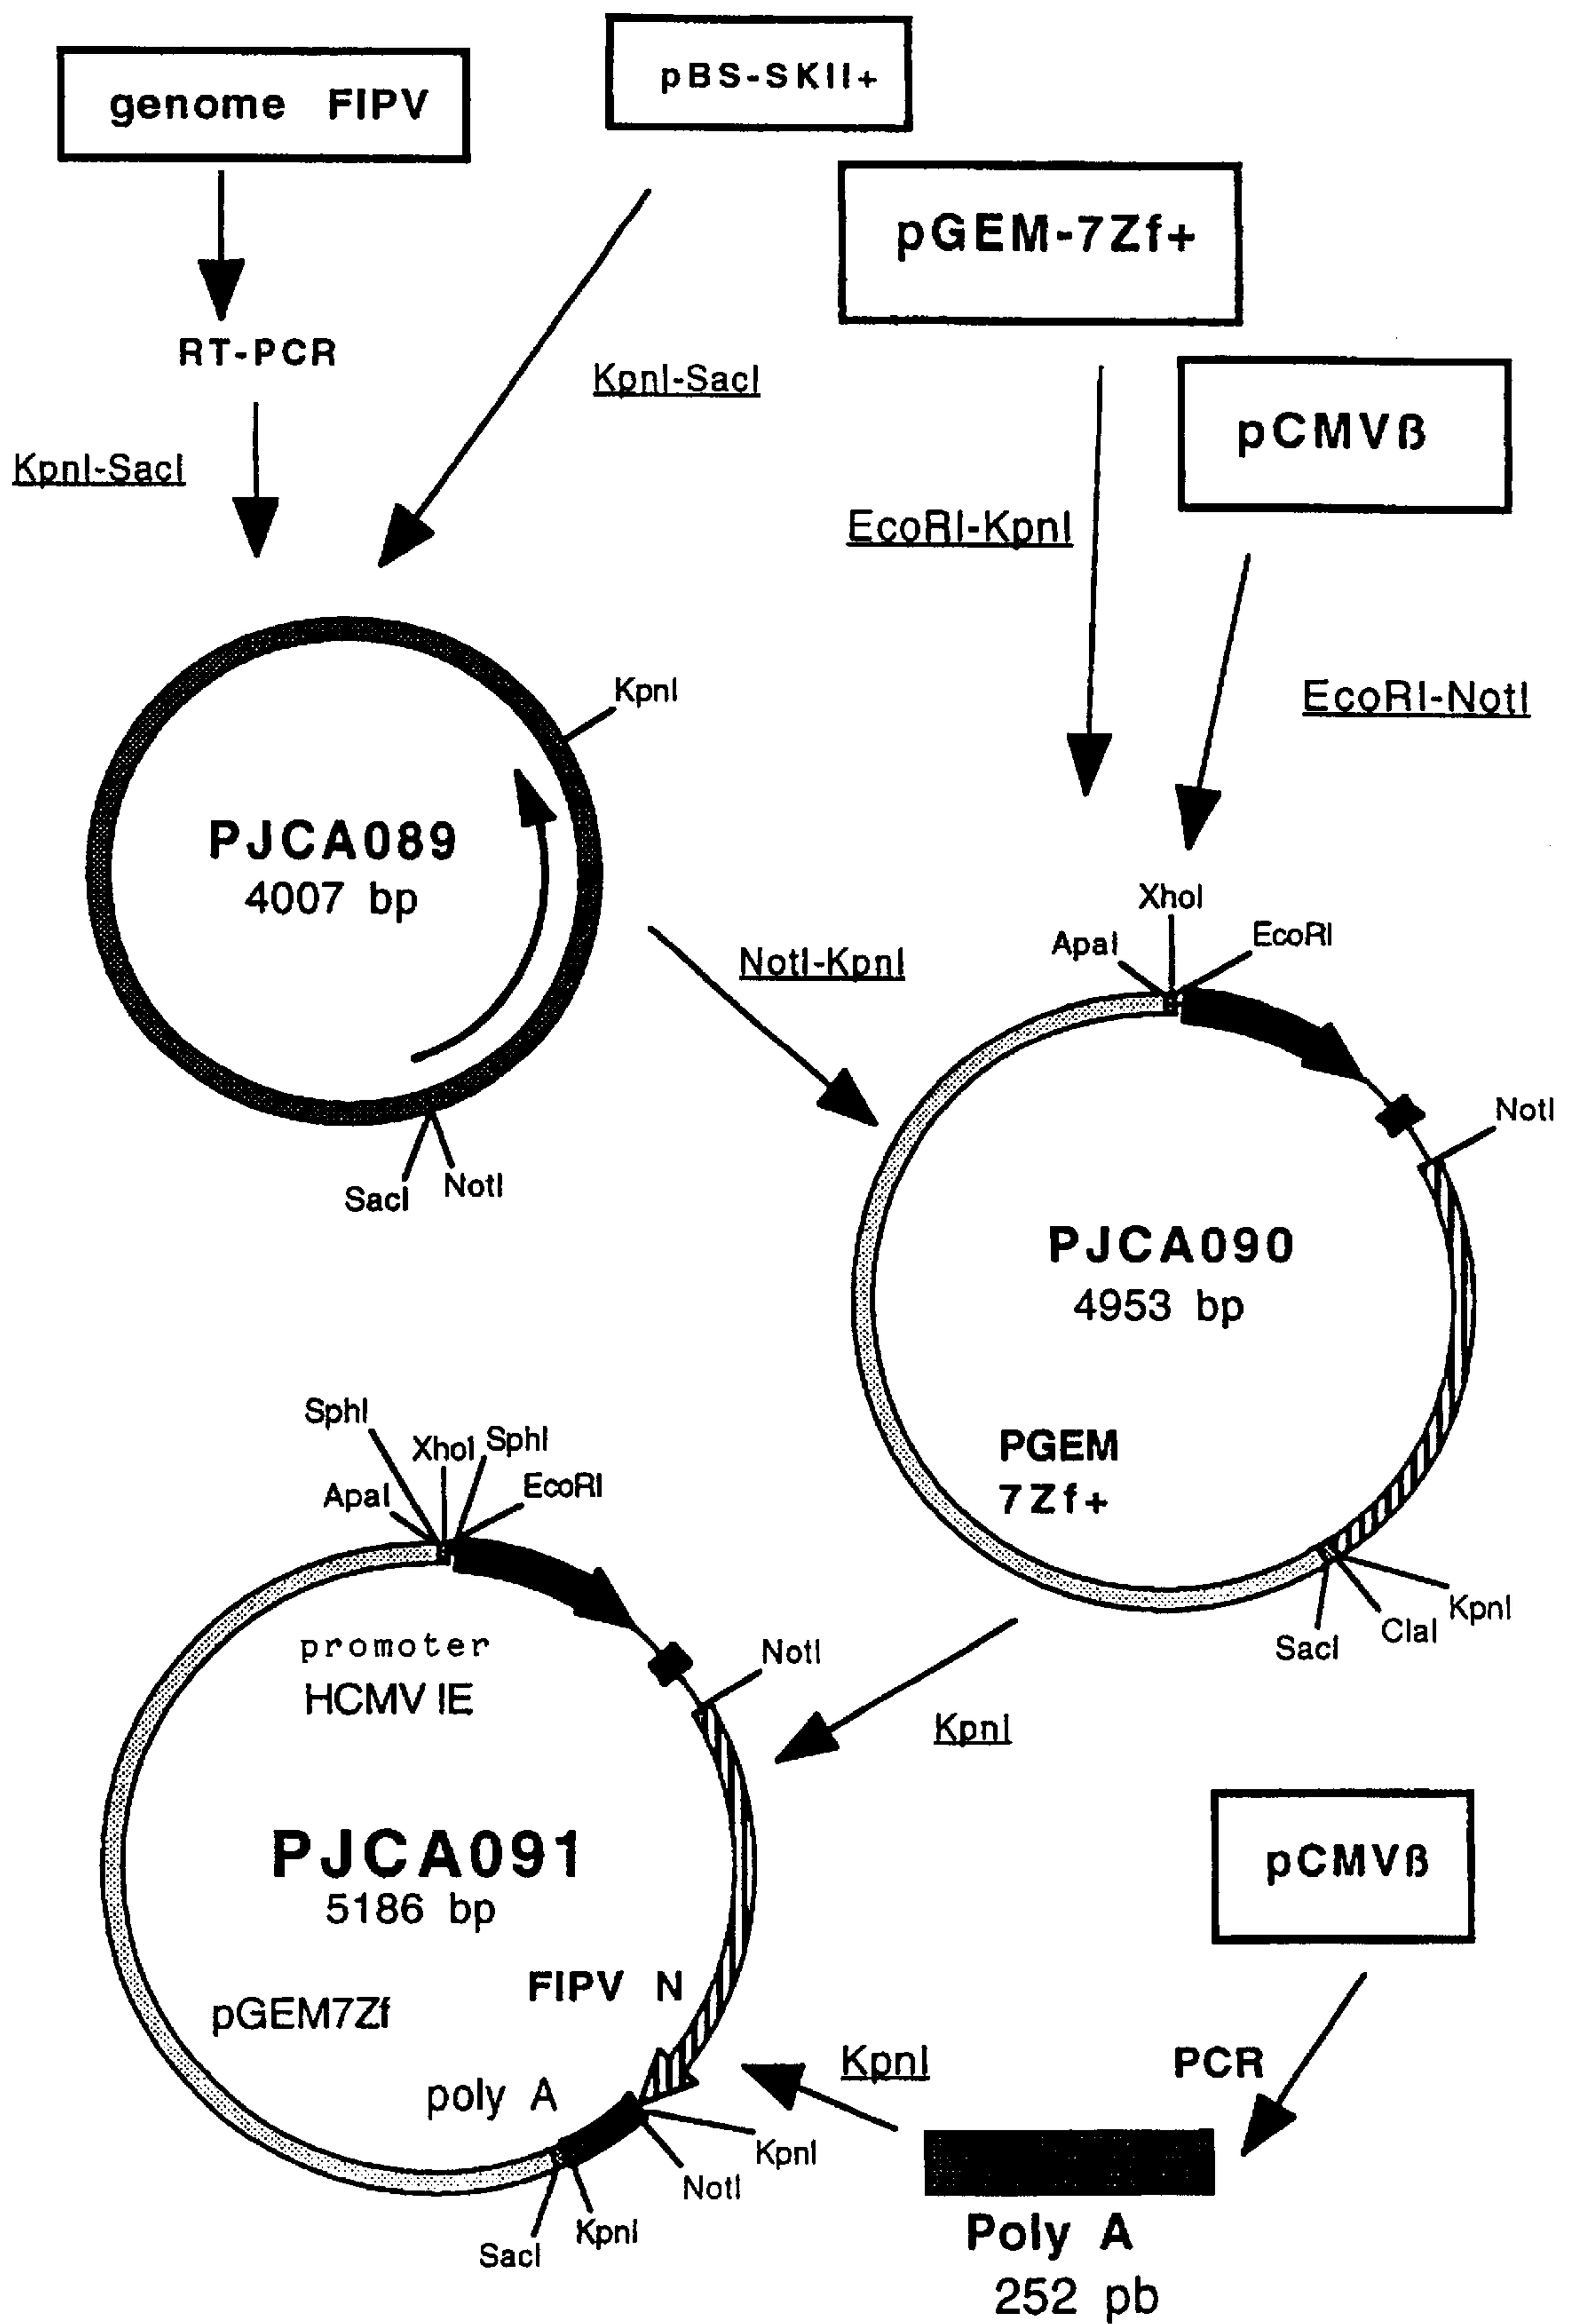 genome FIPV
pBS-SKII+
pGEM-7Zf+
RT-PCR
KpnI-SacI
pCMVß
KpnI-SacI
EcoRI-KpnI
EcoRI-NotI
KpnI
PJCA089
4007 bp
SacI
NotI
NotI-KpnI
XhoI
ApaI
EcoRI
NotI
PJCA090
4953 bp
PGEM
7Zf+
KpnI
ClaI
SacI
SphI
XhoI
SphI
ApaI
EcoRI
promoter
HCMV IE
NotI
KpnI
PJCA091
5186 bp
pCMVß
FIPV N
pGEM7Zf
KpnI
PCR
poly A
KpnI
NotI
KpnI
SacI
Poly A
252 pb